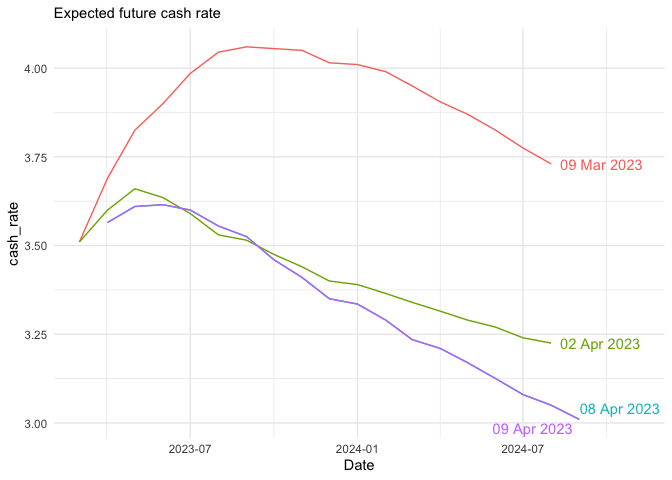 Expected future cash rate
4.00
3.75
3.50
3.25
3.00
cash_rate
09 Mar 2023
02 Apr 2023
08 Apr 2023
09 Apr 2023
2023-07
2024-01
2024-07
Date